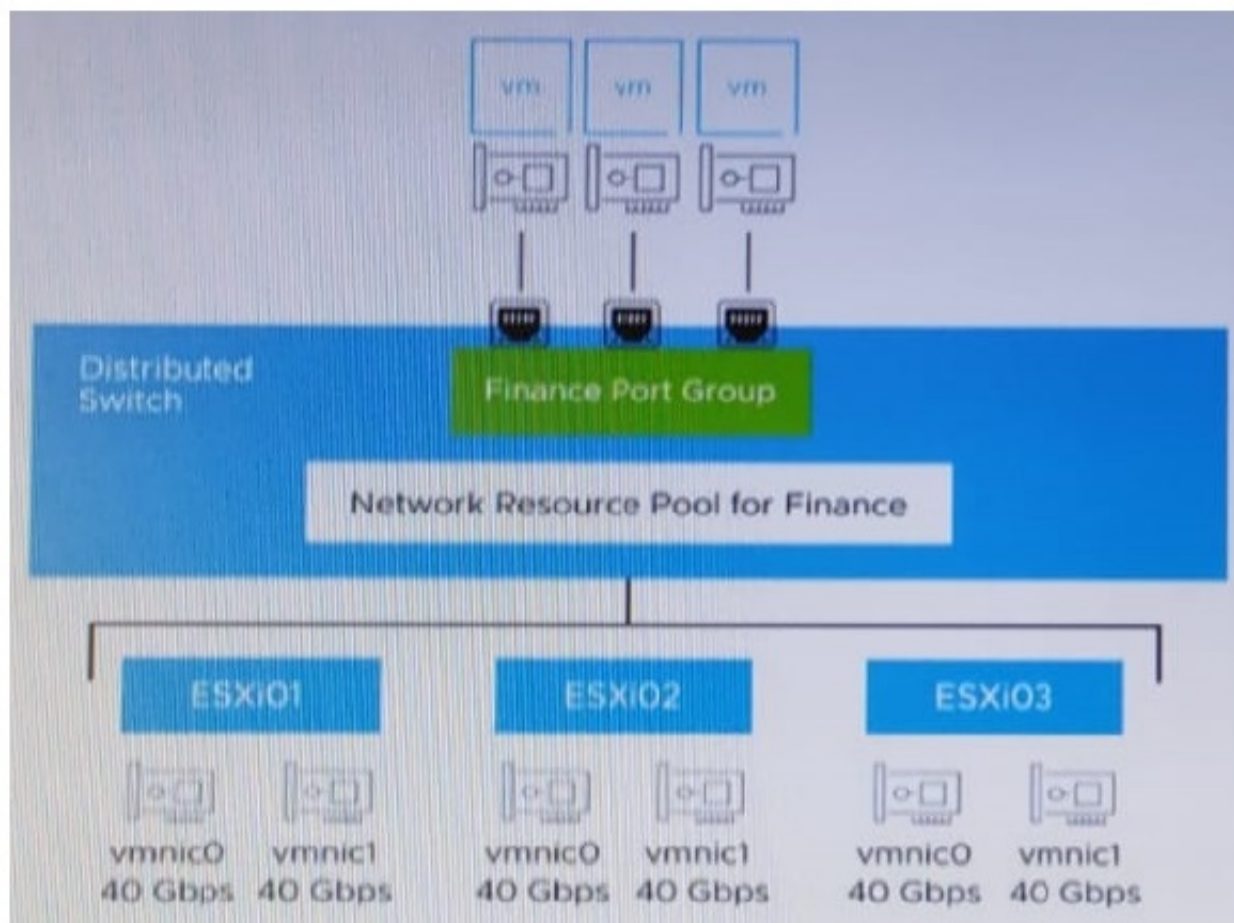 vm vm vm
Distributed
Switch
Finance Port Group
Network Resource Pool for Finance
ESXi01 ESXi02 ESXi03
vmnic0 vmnic1 vmnic0 vmnic1 vmnic0 vmnic1
40 Gbps 40 Gbps 40 Gbps 40 Gbps 40 Gbps 40 Gbps